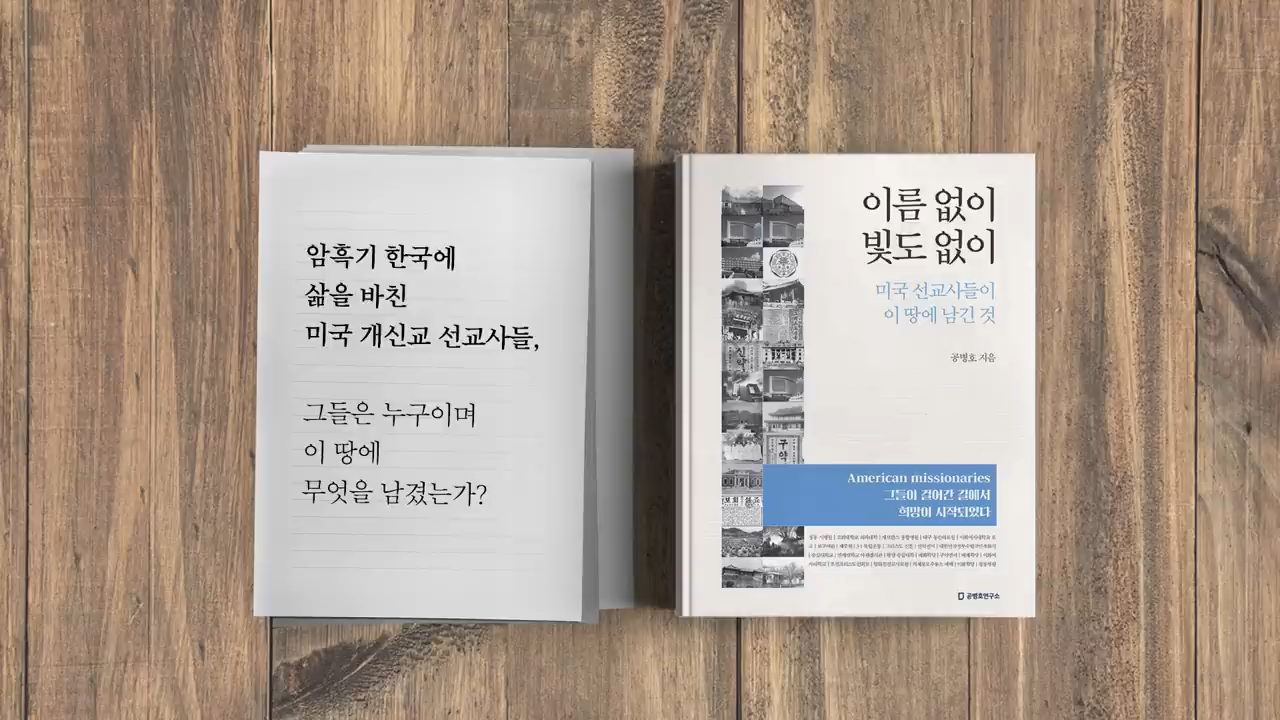 암흑기 한국에
삶을 바친
미국 개신교 선교사들,
그들은 누구이며
이 땅에
무엇을 남겼는가?
이름 없이
빛도 없이
미국 선교사들이
이 땅에 남긴 것
공병호 지음
구약
American missionaries
그들이 걸어간 길에서
희망이 시작되었다
공병호연구소